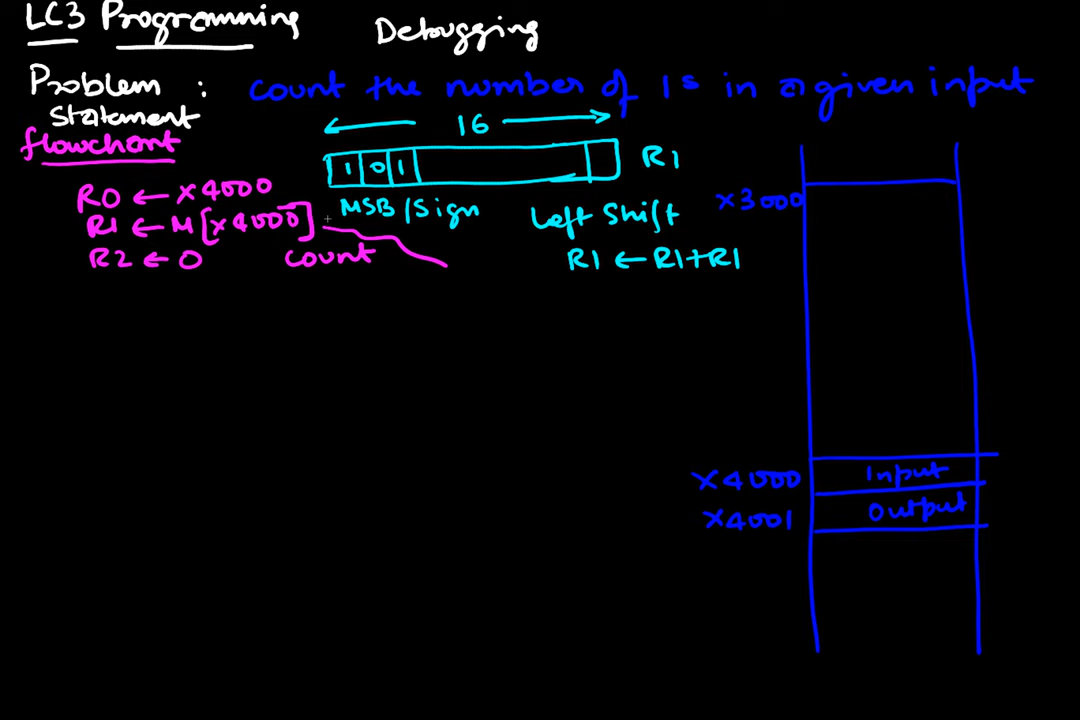 LC3 Programming
Debugging
Problem : count the number of 1s in a given input
Statement
flowchart
← 16 →
1 0 1
R1
MSB/Sign
Left Shift
R1 ← R1+R1
R0 ← x4000
R1 ← M[x4000]
R2 ← 0 count
x3000
x4000 Input
x4001 Output